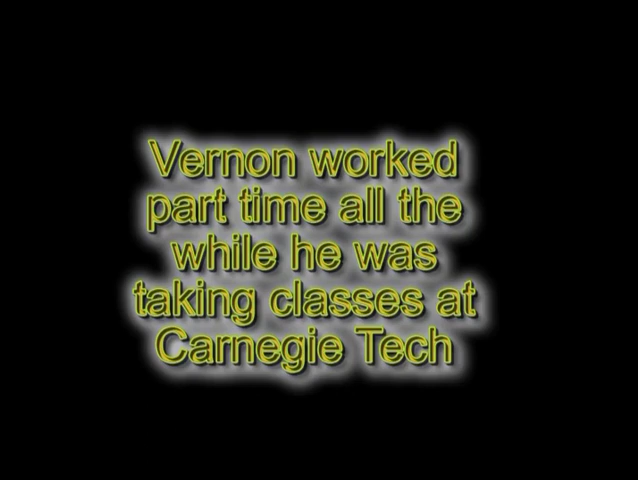 Vernon worked
part time all the
while he was
taking classes at
Carnegie Tech